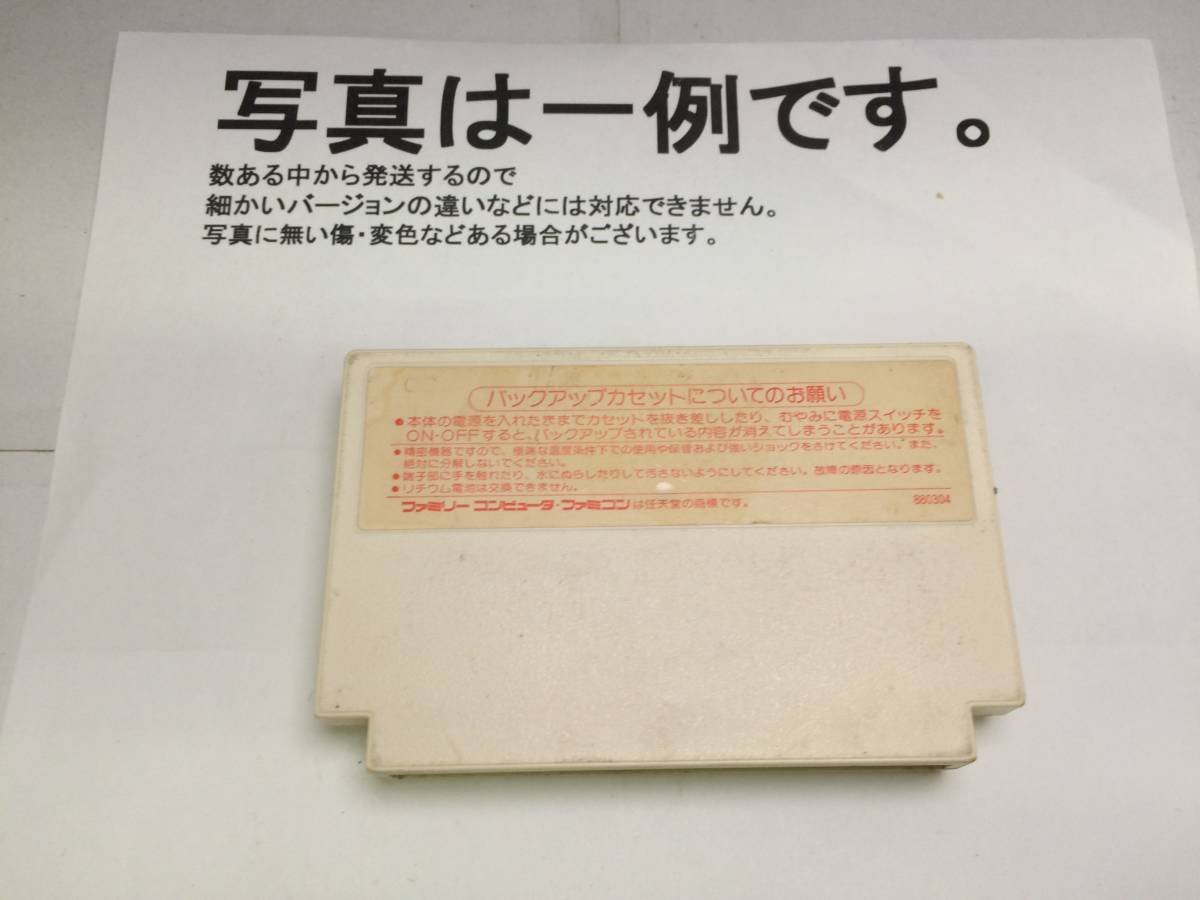 写真は一例です。
数ある中から発送するので
細かいバージョンの違いなどには対応できません。
写真に無い傷・変色などある場合がございます。
バックアップカセットについてのお願い
●本体の電源を入れたままでカセットを抜き差ししたり、むやみに電源スイッチを
ON・OFFすると、バックアップされている内容が消えてしまうことがあります。
●精密機器ですので、極端な温度条件下での使用や保管および強いショックをさけてください。また、
絶対に分解しないでください。
●端子部に手を触れたり、水にぬらしたりして汚さないようにしてください。故障の原因となります。
●リチウム電池は交換できません。
ファミリーコンピュータ・ファミコンは任天堂の商標です。
880304